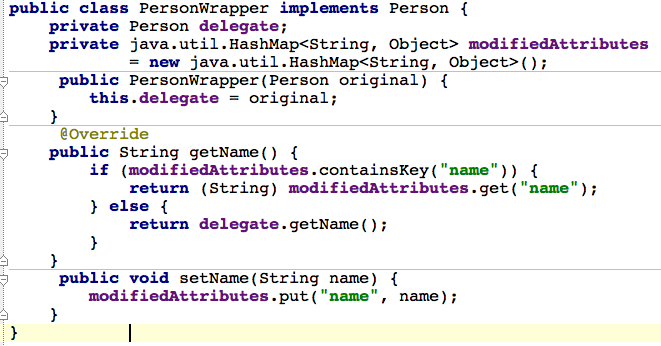 public class PersonWrapper implements Person {
    private Person delegate;
    private java.util.HashMap<String, Object> modifiedAttributes
            = new java.util.HashMap<String, Object>();
     public PersonWrapper(Person original) {
        this.delegate = original;
    }
     @Override
    public String getName() {
        if (modifiedAttributes.containsKey("name")) {
            return (String) modifiedAttributes.get("name");
        } else {
            return delegate.getName();
        }
    }
     public void setName(String name) {
        modifiedAttributes.put("name", name);
    }
}